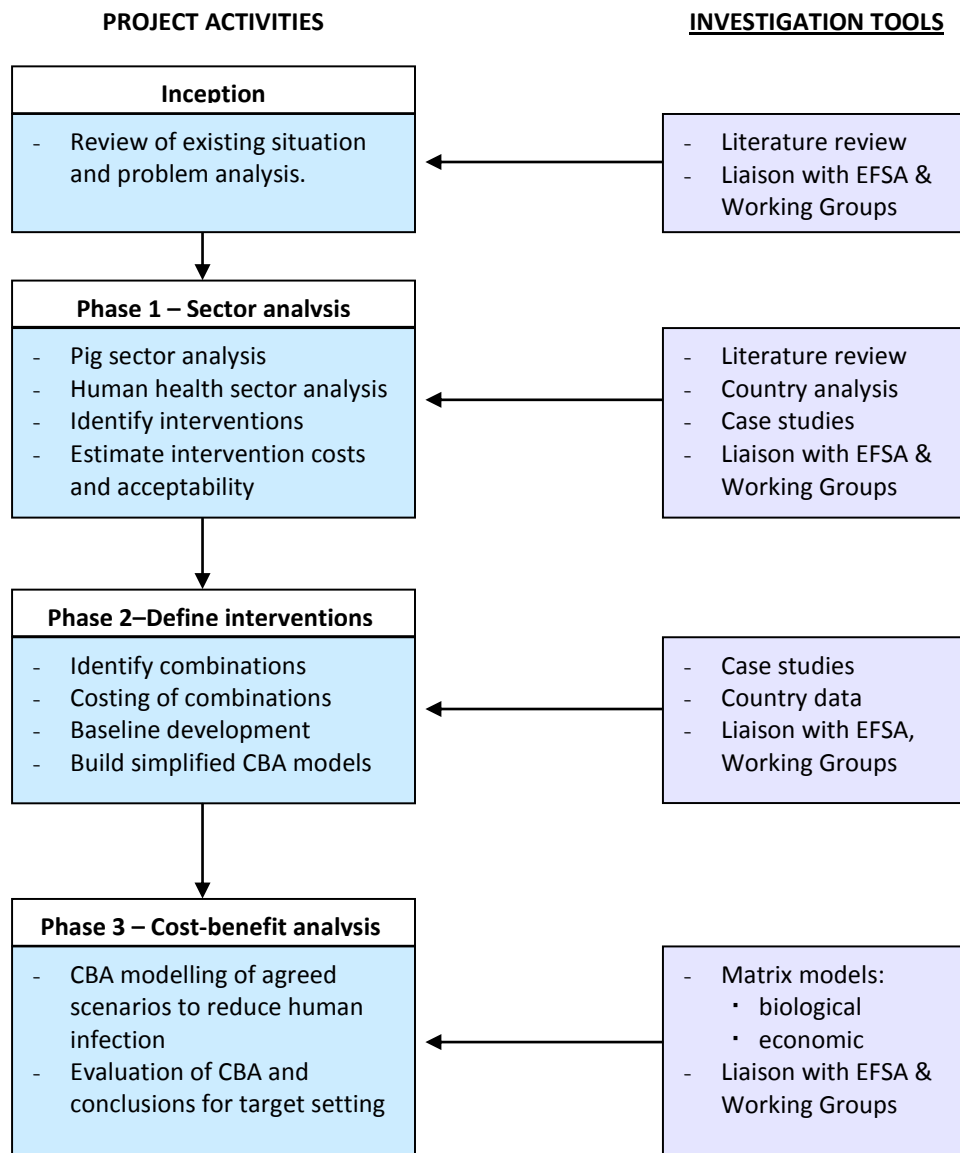 PROJECT ACTIVITIES
INVESTIGATION TOOLS
Inception
- Review of existing situation
and problem analysis.
- Literature review
- Liaison with EFSA &
Working Groups
Phase 1 – Sector analysis
- Pig sector analysis
- Human health sector analysis
- Identify interventions
- Estimate intervention costs
and acceptability
- Literature review
- Country analysis
- Case studies
- Liaison with EFSA &
Working Groups
Phase 2–Define interventions
- Identify combinations
- Costing of combinations
- Baseline development
- Build simplified CBA models
- Case studies
- Country data
- Liaison with EFSA,
Working Groups
Phase 3 – Cost-benefit analysis
- CBA modelling of agreed
scenarios to reduce human
infection
- Evaluation of CBA and
conclusions for target setting
- Matrix models:
▪ biological
▪ economic
- Liaison with EFSA &
Working Groups